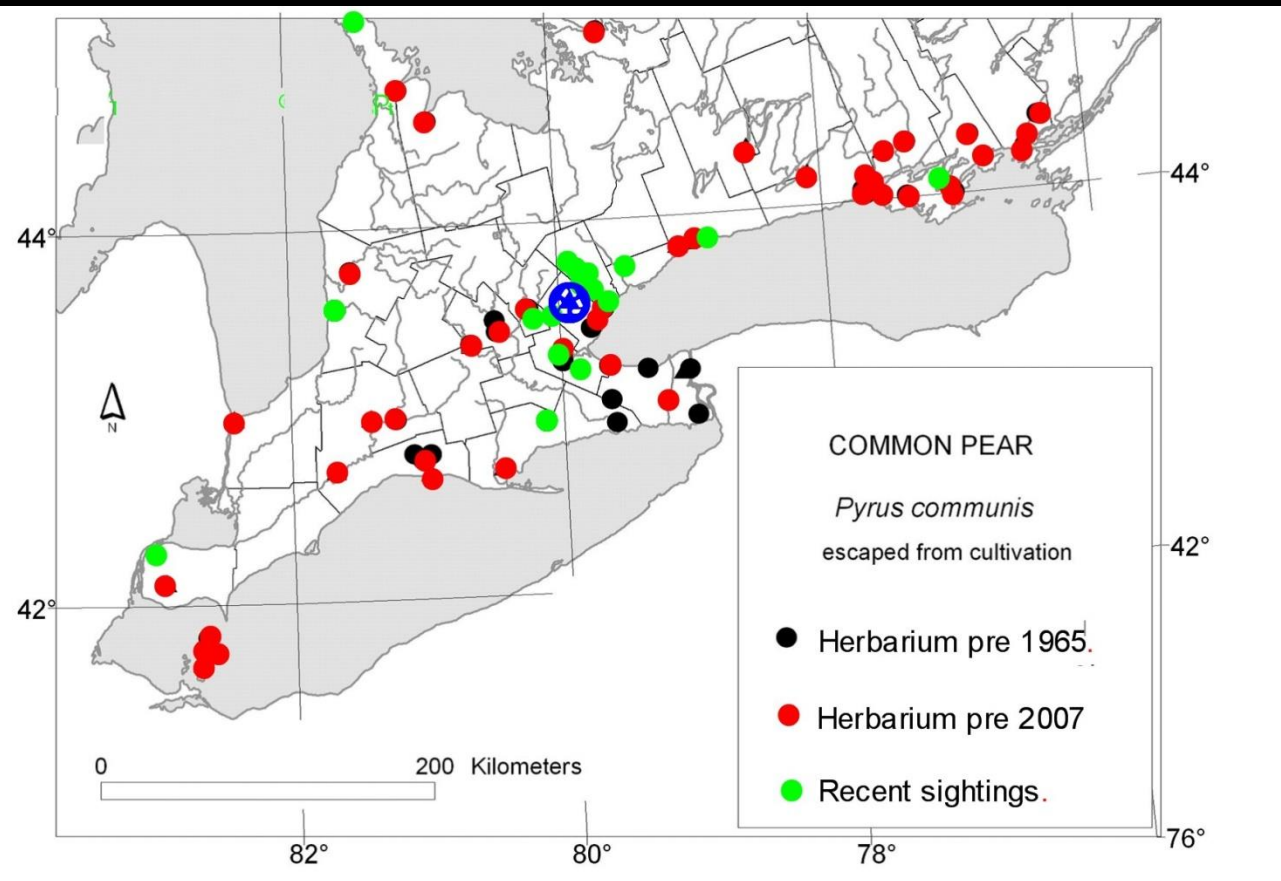 44°
44°
N
COMMON PEAR
Pyrus communis
escaped from cultivation
42°
42°
Herbarium pre 1965.
Herbarium pre 2007
Recent sightings.
0 200 Kilometers
82° 80° 78° 76°